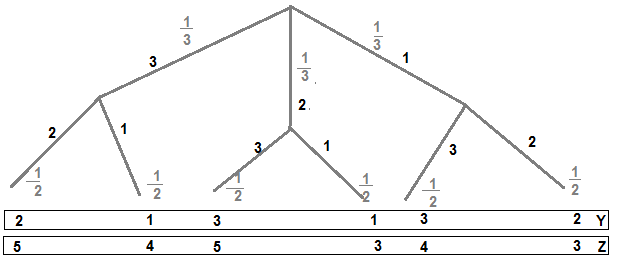 1/3 1/3
3 1/3 1
2
2 1 3 1 3 2
1/2 1/2 1/2 1/2 1/2 1/2
2 1 3 1 3 2 Y
5 4 5 3 4 3 Z